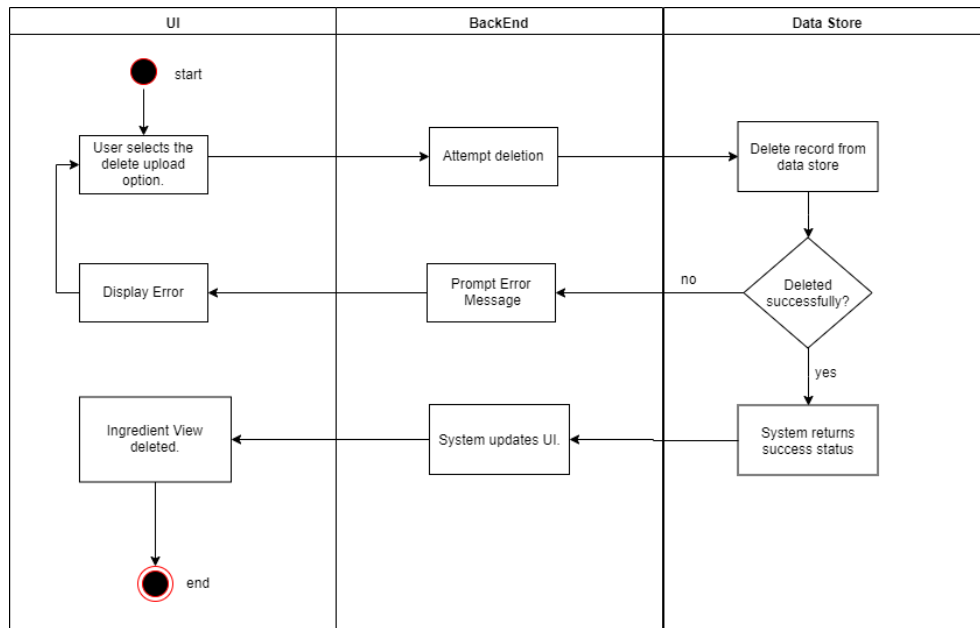 UI
BackEnd
Data Store
start
User selects the
delete upload
option.
Attempt deletion
Delete record from
data store
Display Error
Prompt Error
Message
no
Deleted
successfully?
yes
Ingredient View
deleted.
System updates UI.
System returns
success status
end